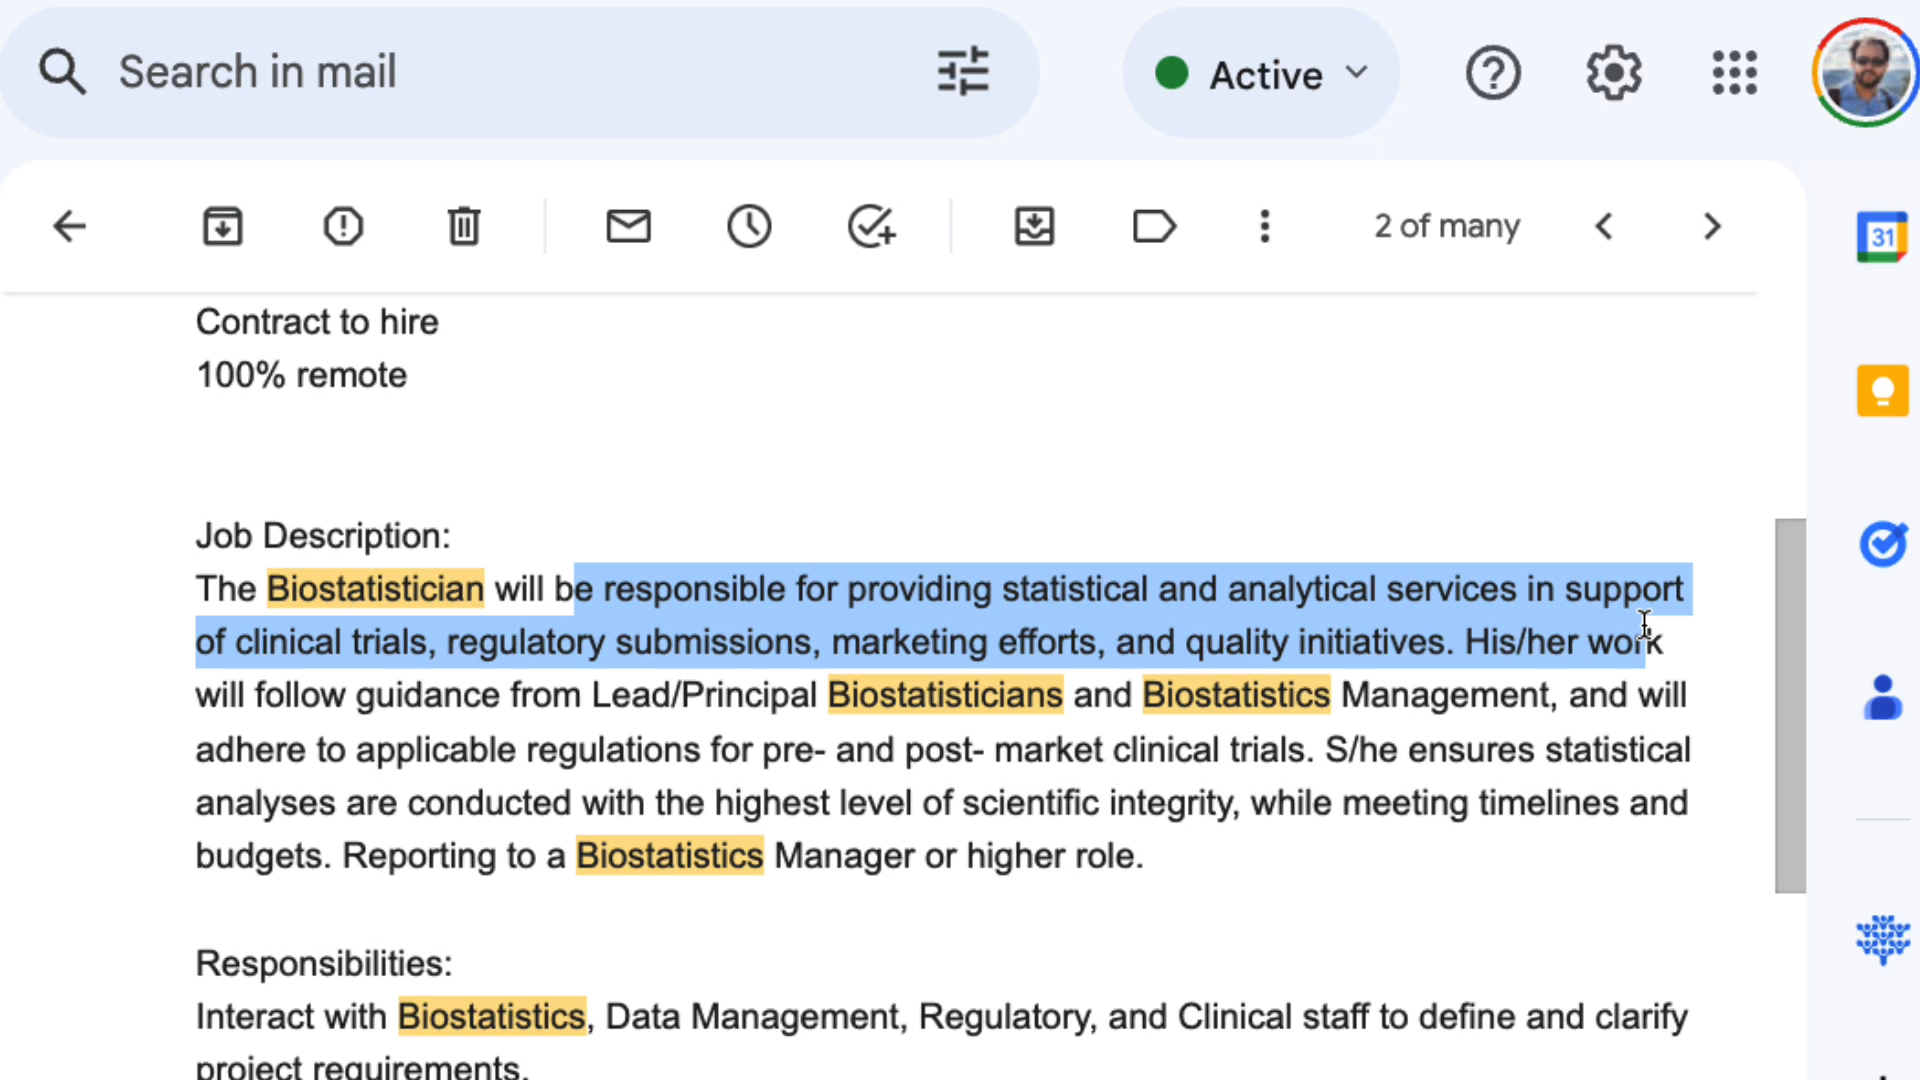 Search in mail
Active
2 of many
31
Contract to hire
100% remote
Job Description:
The Biostatistician will be responsible for providing statistical and analytical services in support
of clinical trials, regulatory submissions, marketing efforts, and quality initiatives. His/her work
will follow guidance from Lead/Principal Biostatisticians and Biostatistics Management, and will
adhere to applicable regulations for pre- and post- market clinical trials. S/he ensures statistical
analyses are conducted with the highest level of scientific integrity, while meeting timelines and
budgets. Reporting to a Biostatistics Manager or higher role.
Responsibilities:
Interact with Biostatistics, Data Management, Regulatory, and Clinical staff to define and clarify
project requirements.